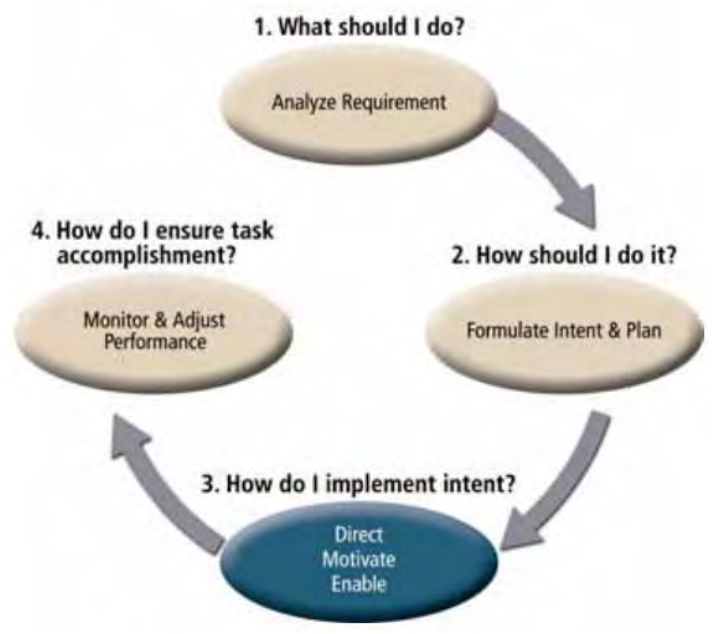 1. What should I do?
Analyze Requirement
2. How should I do it?
Formulate Intent & Plan
3. How do I implement intent?
Direct
Motivate
Enable
4. How do I ensure task
accomplishment?
Monitor & Adjust
Performance